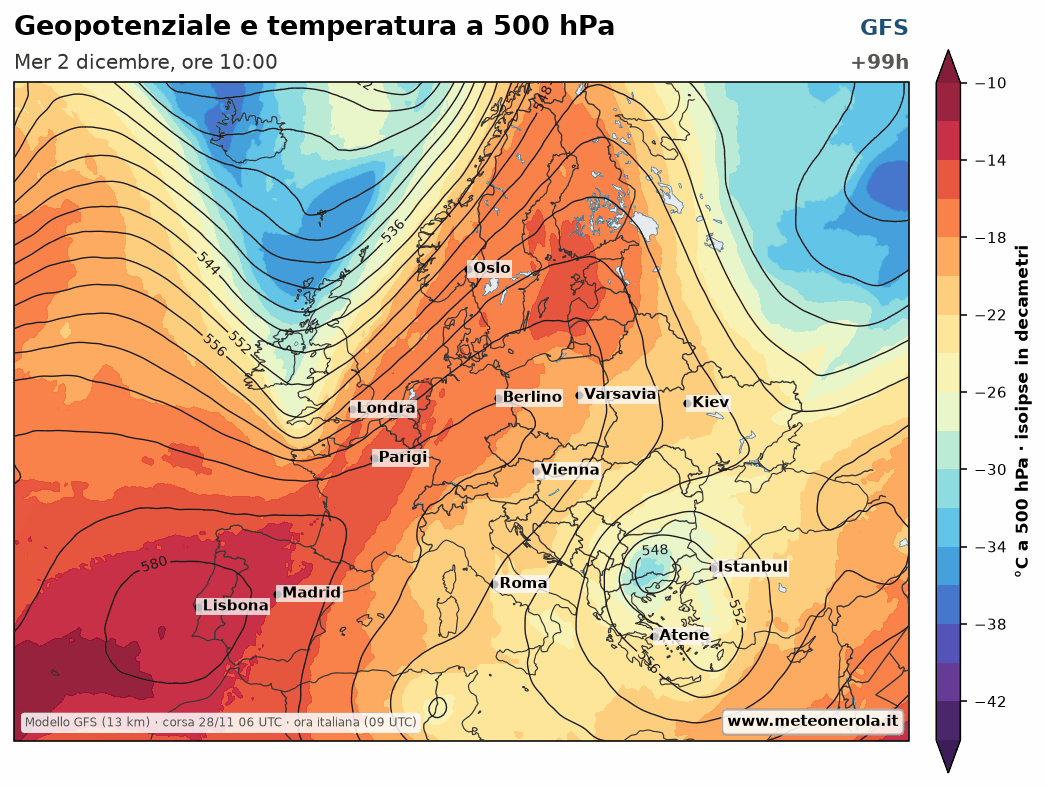 Geopotenziale e temperatura a 500 hPa
GFS
Mer 2 dicembre, ore 10:00
+99h
548
536
544
552
556
Oslo
Londra
Berlino
Varsavia
Kiev
Parigi
Vienna
580
548
Istanbul
Lisbona
Madrid
Roma
552
Atene
556
Modello GFS (13 km) · corsa 28/11 06 UTC · ora italiana (09 UTC)
www.meteonerola.it
−10
−14
−18
−22
−26
−30
−34
−38
−42
°C a 500 hPa · isoipse in decametri